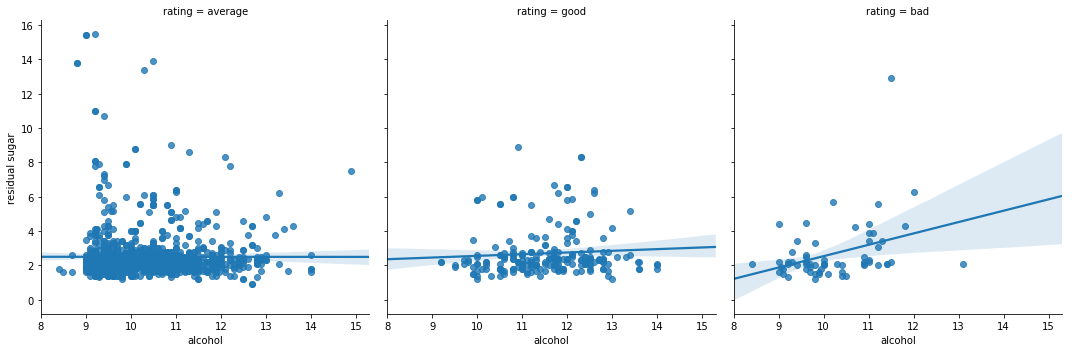 rating = average
rating = good
rating = bad
residual sugar
16
14
12
10
8
6
4
2
0
8 9 10 11 12 13 14 15
8 9 10 11 12 13 14 15
8 9 10 11 12 13 14 15
alcohol
alcohol
alcohol